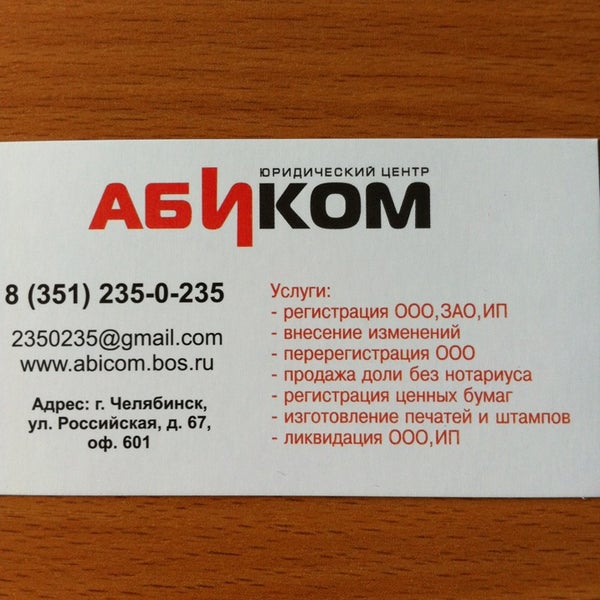 ЮРИДИЧЕСКИЙ ЦЕНТР
АБИКОМ
8 (351) 235-0-235
2350235@gmail.com
www.abicom.bos.ru
Адрес: г. Челябинск,
ул. Российская, д. 67,
оф. 601
Услуги:
- регистрация ООО,ЗАО,ИП
- внесение изменений
- перерегистрация ООО
- продажа доли без нотариуса
- регистрация ценных бумаг
- изготовление печатей и штампов
- ликвидация ООО,ИП